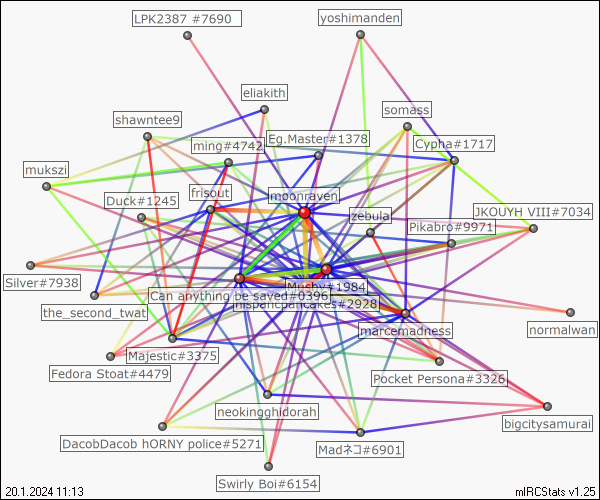 LPK2387 #7690
yoshimanden
eliakith
somass
shawntee9
Eg.Master#1378
ming#4742
Cypha#1717
mukszi
frisout
moonraven
Duck#1245
zebula
JKOUYH VIII#7034
Pikabro#9971
Silver#7938
Mushy#1984
Can anything be saved#0396
hispanicpancakes#2928
the_second_twat
marcemadness
normalwan
Majestic#3375
Fedora Stoat#4479
Pocket Persona#3326
neokingghidorah
bigcitysamurai
DacobDacob hORNY police#5271
Madネコ#6901
Swirly Boi#6154
20.1.2024 11:13
mIRCStats v1.25